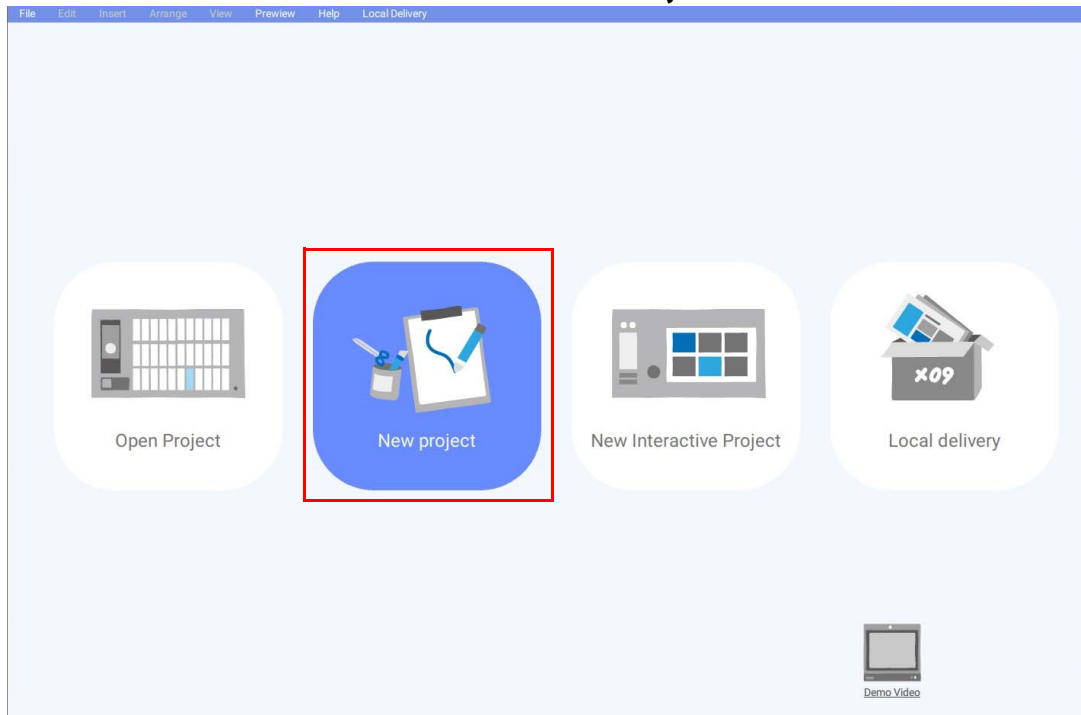 File Edit Insert Arrange View Prewiew Help Local Delivery
Open Project
New project
New Interactive Project
×09
Local delivery
Demo Video